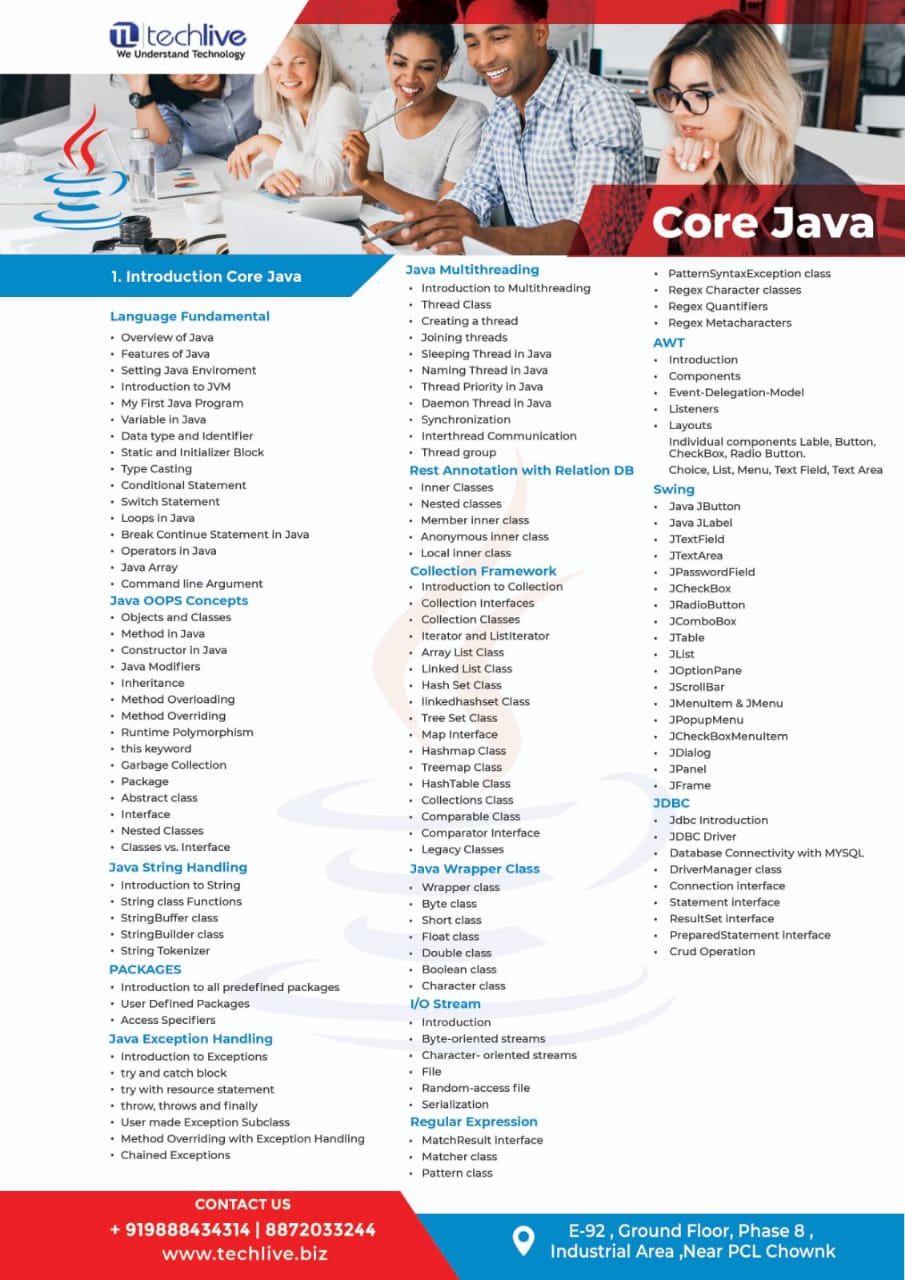 TL techlive
We Understand Technology
Core Java
1. Introduction Core Java
Language Fundamental
• Overview of Java
• Features of Java
• Setting Java Enviroment
• Introduction to JVM
• My First Java Program
• Variable in Java
• Data type and Identifier
• Static and Initializer Block
• Type Casting
• Conditional Statement
• Switch Statement
• Loops in Java
• Break Continue Statement in Java
• Operators in Java
• Java Array
• Command line Argument
Java OOPS Concepts
• Objects and Classes
• Method in Java
• Constructor in Java
• Java Modifiers
• Inheritance
• Method Overloading
• Method Overriding
• Runtime Polymorphism
• this keyword
• Garbage Collection
• Package
• Abstract class
• Interface
• Nested Classes
• Classes vs. Interface
Java String Handling
• Introduction to String
• String class Functions
• StringBuffer class
• StringBuilder class
• String Tokenizer
PACKAGES
• Introduction to all predefined packages
• User Defined Packages
• Access Specifiers
Java Exception Handling
• Introduction to Exceptions
• try and catch block
• try with resource statement
• throw, throws and finally
• User made Exception Subclass
• Method Overriding with Exception Handling
• Chained Exceptions
Java Multithreading
• Introduction to Multithreading
• Thread Class
• Creating a thread
• Joining threads
• Sleeping Thread in Java
• Naming Thread in Java
• Thread Priority in Java
• Daemon Thread in Java
• Synchronization
• Interthread Communication
• Thread group
Rest Annotation with Relation DB
• Inner Classes
• Nested classes
• Member inner class
• Anonymous inner class
• Local inner class
Collection Framework
• Introduction to Collection
• Collection Interfaces
• Collection Classes
• Iterator and ListIterator
• Array List Class
• Linked List Class
• Hash Set Class
• linkedhashset Class
• Tree Set Class
• Map Interface
• Hashmap Class
• Treemap Class
• HashTable Class
• Collections Class
• Comparable Class
• Comparator Interface
• Legacy Classes
Java Wrapper Class
• Wrapper class
• Byte class
• Short class
• Float class
• Double class
• Boolean class
• Character class
I/O Stream
• Introduction
• Byte-oriented streams
• Character- oriented streams
• File
• Random-access file
• Serialization
Regular Expression
• MatchResult interface
• Matcher class
• Pattern class
• PatternSyntaxException class
• Regex Character classes
• Regex Quantifiers
• Regex Metacharacters
AWT
• Introduction
• Components
• Event-Delegation-Model
• Listeners
• Layouts
Individual components Lable, Button,
CheckBox, Radio Button.
Choice, List, Menu, Text Field, Text Area
Swing
• Java JButton
• Java JLabel
• JTextField
• JTextArea
• JPasswordField
• JCheckBox
• JRadioButton
• JComboBox
• JTable
• JList
• JOptionPane
• JScrollBar
• JMenuItem & JMenu
• JPopupMenu
• JCheckBoxMenuItem
• JDialog
• JPanel
• JFrame
JDBC
• Jdbc Introduction
• JDBC Driver
• Database Connectivity with MYSQL
• DriverManager class
• Connection interface
• Statement interface
• ResultSet interface
• PreparedStatement interface
• Crud Operation
CONTACT US
+ 919888434314 | 8872033244
www.techlive.biz
E-92 , Ground Floor, Phase 8 ,
Industrial Area ,Near PCL Chownk